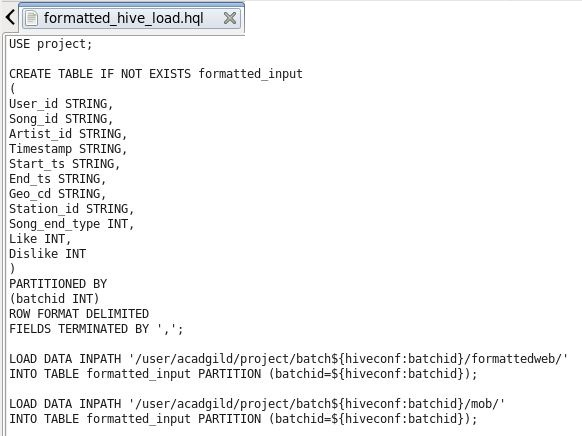 formatted_hive_load.hql
USE project;
CREATE TABLE IF NOT EXISTS formatted_input
(
User_id STRING,
Song_id STRING,
Artist_id STRING,
Timestamp STRING,
Start_ts STRING,
End_ts STRING,
Geo_cd STRING,
Station_id STRING,
Song_end_type INT,
Like INT,
Dislike INT
)
PARTITIONED BY
(batchid INT)
ROW FORMAT DELIMITED
FIELDS TERMINATED BY ',';
LOAD DATA INPATH '/user/acadgild/project/batch${hiveconf:batchid}/formattedweb/'
INTO TABLE formatted_input PARTITION (batchid=${hiveconf:batchid});
LOAD DATA INPATH '/user/acadgild/project/batch${hiveconf:batchid}/mob/'
INTO TABLE formatted_input PARTITION (batchid=${hiveconf:batchid});